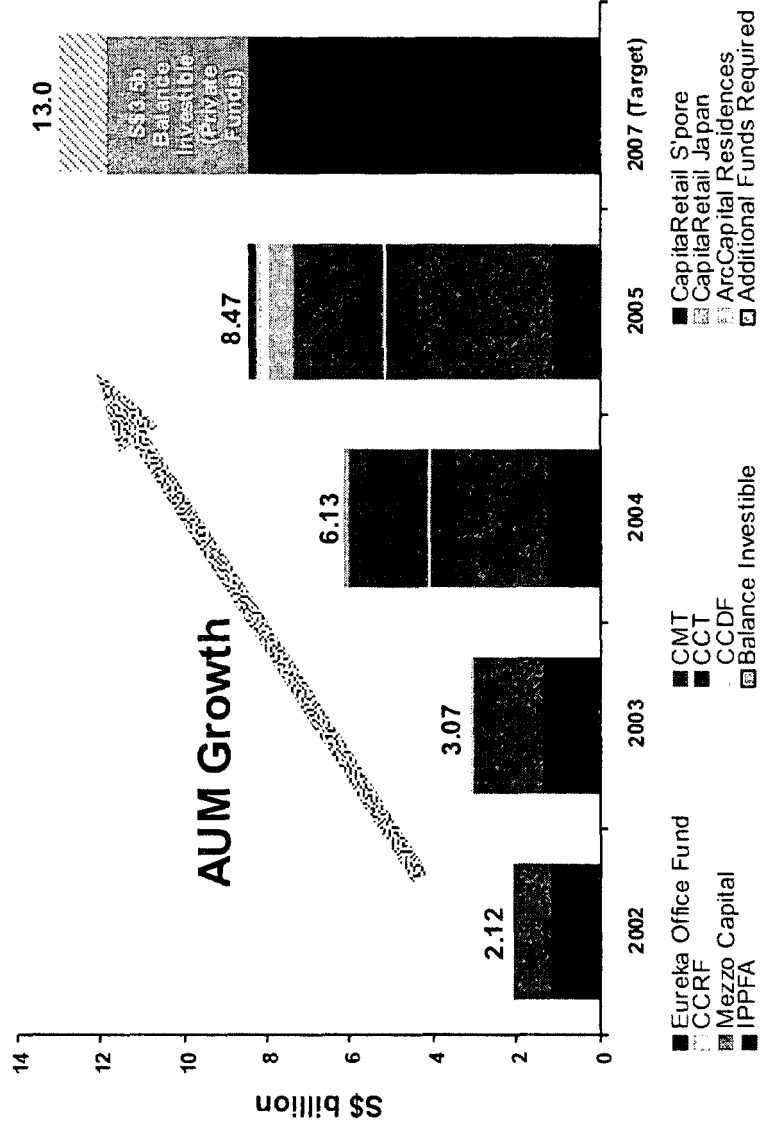 AUM Growth
S$ billion
14
12
10
8
6
4
2
0
2.12
3.07
6.13
8.47
13.0
S$3.5b
Balance
Investible
(Private
Funds)
2002
2003
2004
2005
2007 (Target)
Eureka Office Fund
CCRF
Mezzo Capital
IPPFA
CMT
CCT
CCDF
Balance Investible
CapitaRetail S'pore
CapitaRetail Japan
ArcCapital Residences
Additional Funds Required